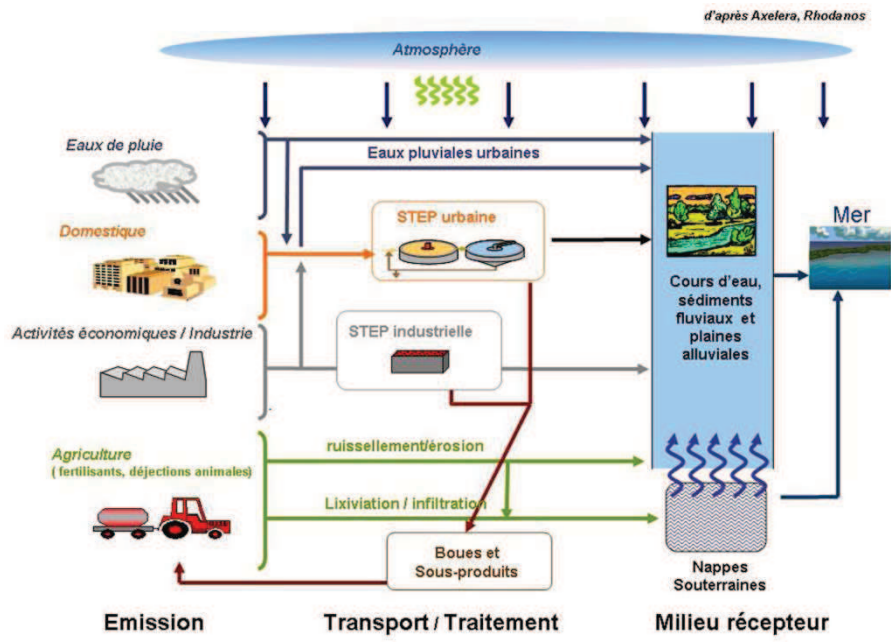 d'après Axelera, Rhodanos
Atmosphère
Eaux de pluie
Eaux pluviales urbaines
Domestique
STEP urbaine
Mer
Cours d'eau,
sédiments
fluviaux et
plaines
alluviales
Activités économiques / Industrie
STEP industrielle
Agriculture
( fertilisants, déjections animales)
ruissellement/érosion
Lixiviation / infiltration
Boues et
Sous-produits
Nappes
Souterraines
Emission
Transport / Traitement
Milieu récepteur